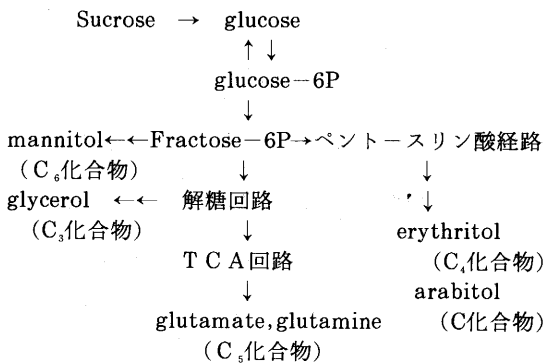 Sucrose → glucose
↑↓
glucose−6P
↓
mannitol←←Fractose−6P→ペントースリン酸経路
(C₆化合物) ↓ ↓
glycerol ←← 解糖回路 ↓
(C₃化合物) ↓ erythritol
TCA回路 (C₄化合物)
↓ arabitol
glutamate,glutamine (C化合物)
(C₅化合物)